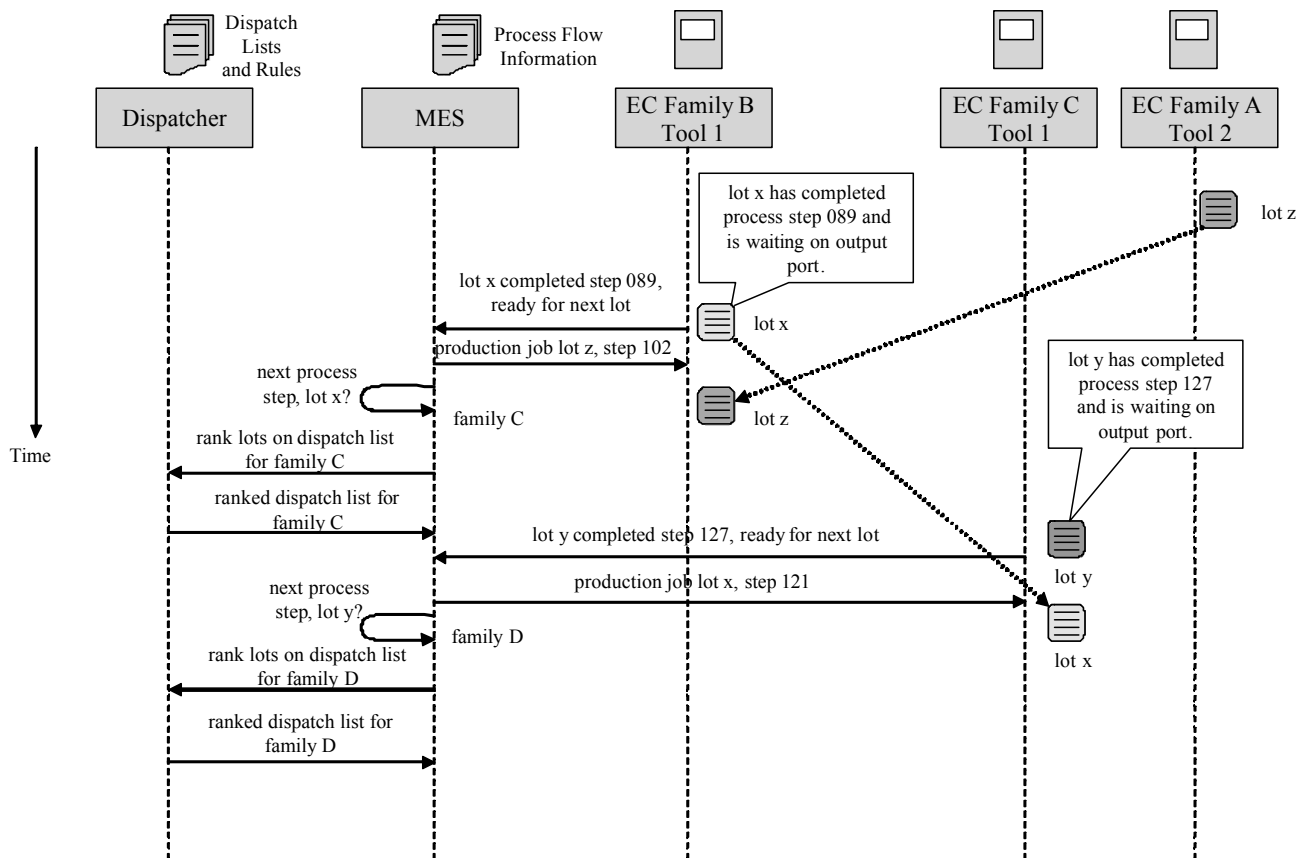 Dispatch
Lists
and Rules
Process Flow
Information
Dispatcher
MES
EC Family B
Tool 1
EC Family C
Tool 1
EC Family A
Tool 2
lot x has completed
process step 089 and
is waiting on output
port.
lot z
lot x completed step 089,
ready for next lot
lot x
production job lot z, step 102
lot y has completed
process step 127
and is waiting on
output port.
next process
step, lot x?
family C
lot z
Time
rank lots on dispatch list
for family C
ranked dispatch list for
family C
lot y completed step 127, ready for next lot
lot y
production job lot x, step 121
next process
step, lot y?
family D
lot x
rank lots on dispatch list
for family D
ranked dispatch list for
family D